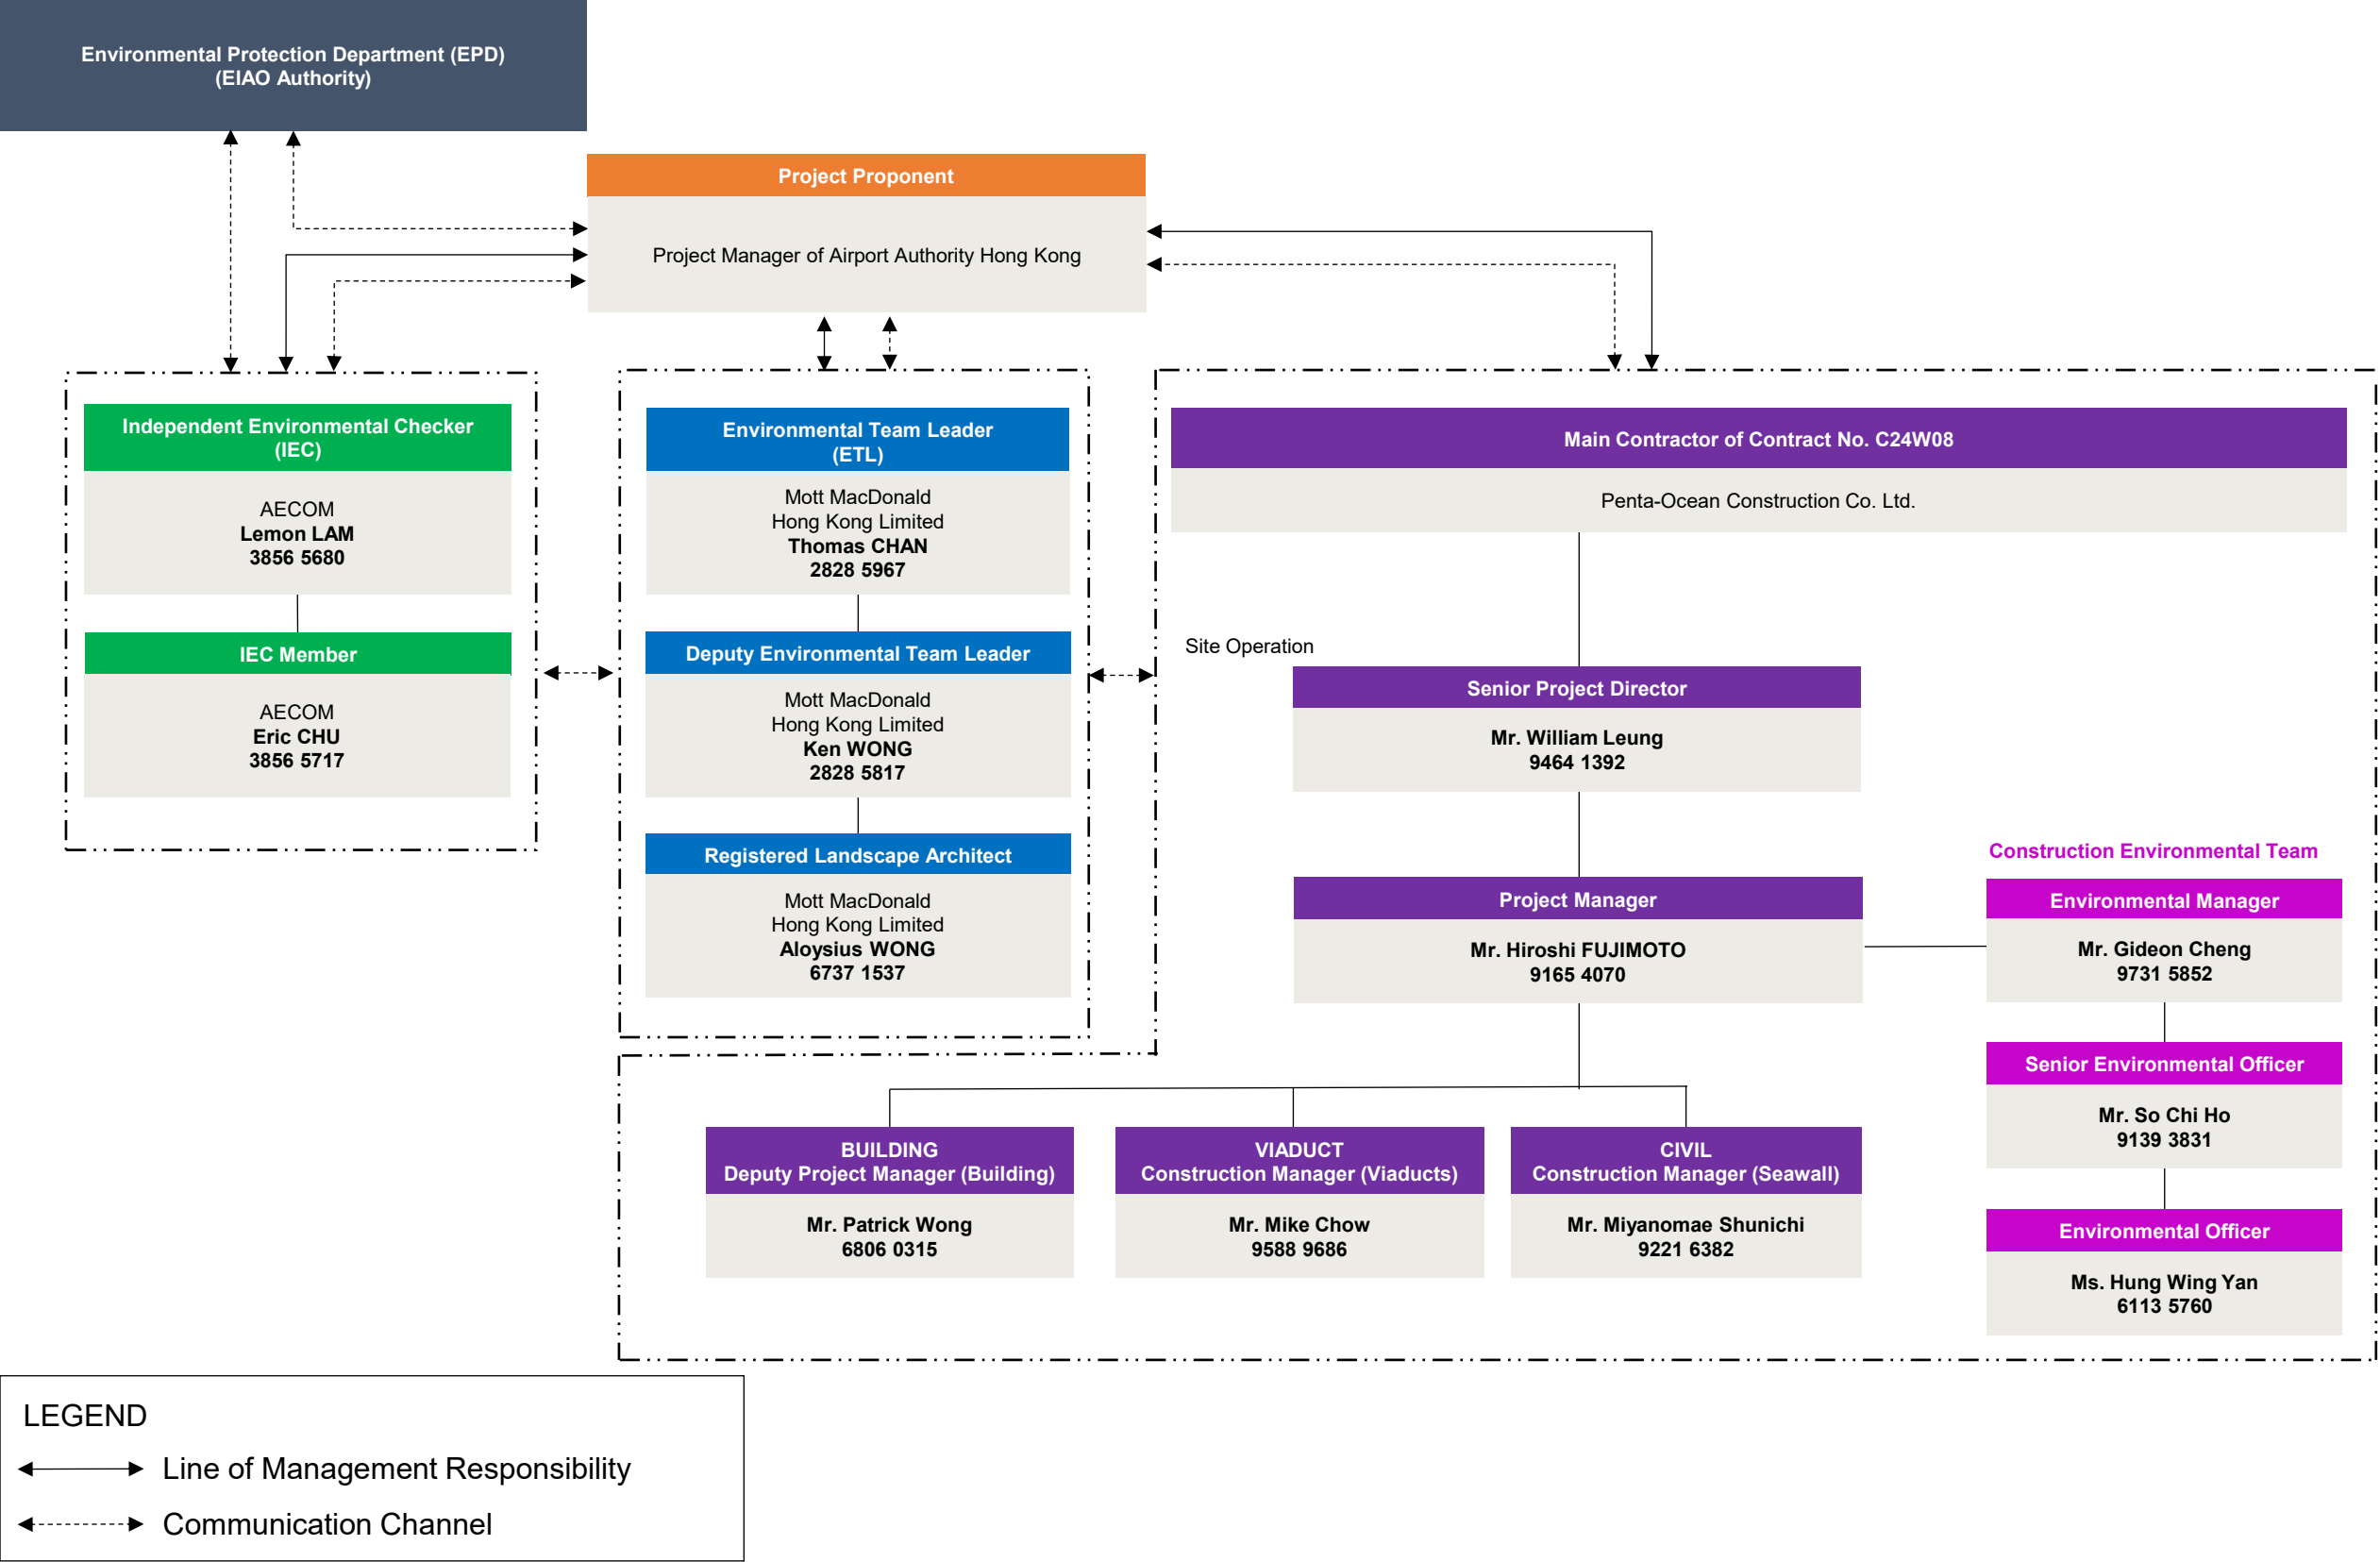 Environmental Protection Department (EPD)
(EIAO Authority)
Project Proponent
Project Manager of Airport Authority Hong Kong
Independent Environmental Checker
(IEC)
AECOM
Lemon LAM
3856 5680
IEC Member
AECOM
Eric CHU
3856 5717
Environmental Team Leader
(ETL)
Mott MacDonald
Hong Kong Limited
Thomas CHAN
2828 5967
Deputy Environmental Team Leader
Mott MacDonald
Hong Kong Limited
Ken WONG
2828 5817
Registered Landscape Architect
Mott MacDonald
Hong Kong Limited
Aloysius WONG
6737 1537
Main Contractor of Contract No. C24W08
Penta-Ocean Construction Co. Ltd.
Site Operation
Senior Project Director
Mr. William Leung
9464 1392
Project Manager
Mr. Hiroshi FUJIMOTO
9165 4070
Construction Environmental Team
Environmental Manager
Mr. Gideon Cheng
9731 5852
Senior Environmental Officer
Mr. So Chi Ho
9139 3831
Environmental Officer
Ms. Hung Wing Yan
6113 5760
BUILDING
Deputy Project Manager (Building)
Mr. Patrick Wong
6806 0315
VIADUCT
Construction Manager (Viaducts)
Mr. Mike Chow
9588 9686
CIVIL
Construction Manager (Seawall)
Mr. Miyanomae Shunichi
9221 6382
LEGEND
Line of Management Responsibility
Communication Channel